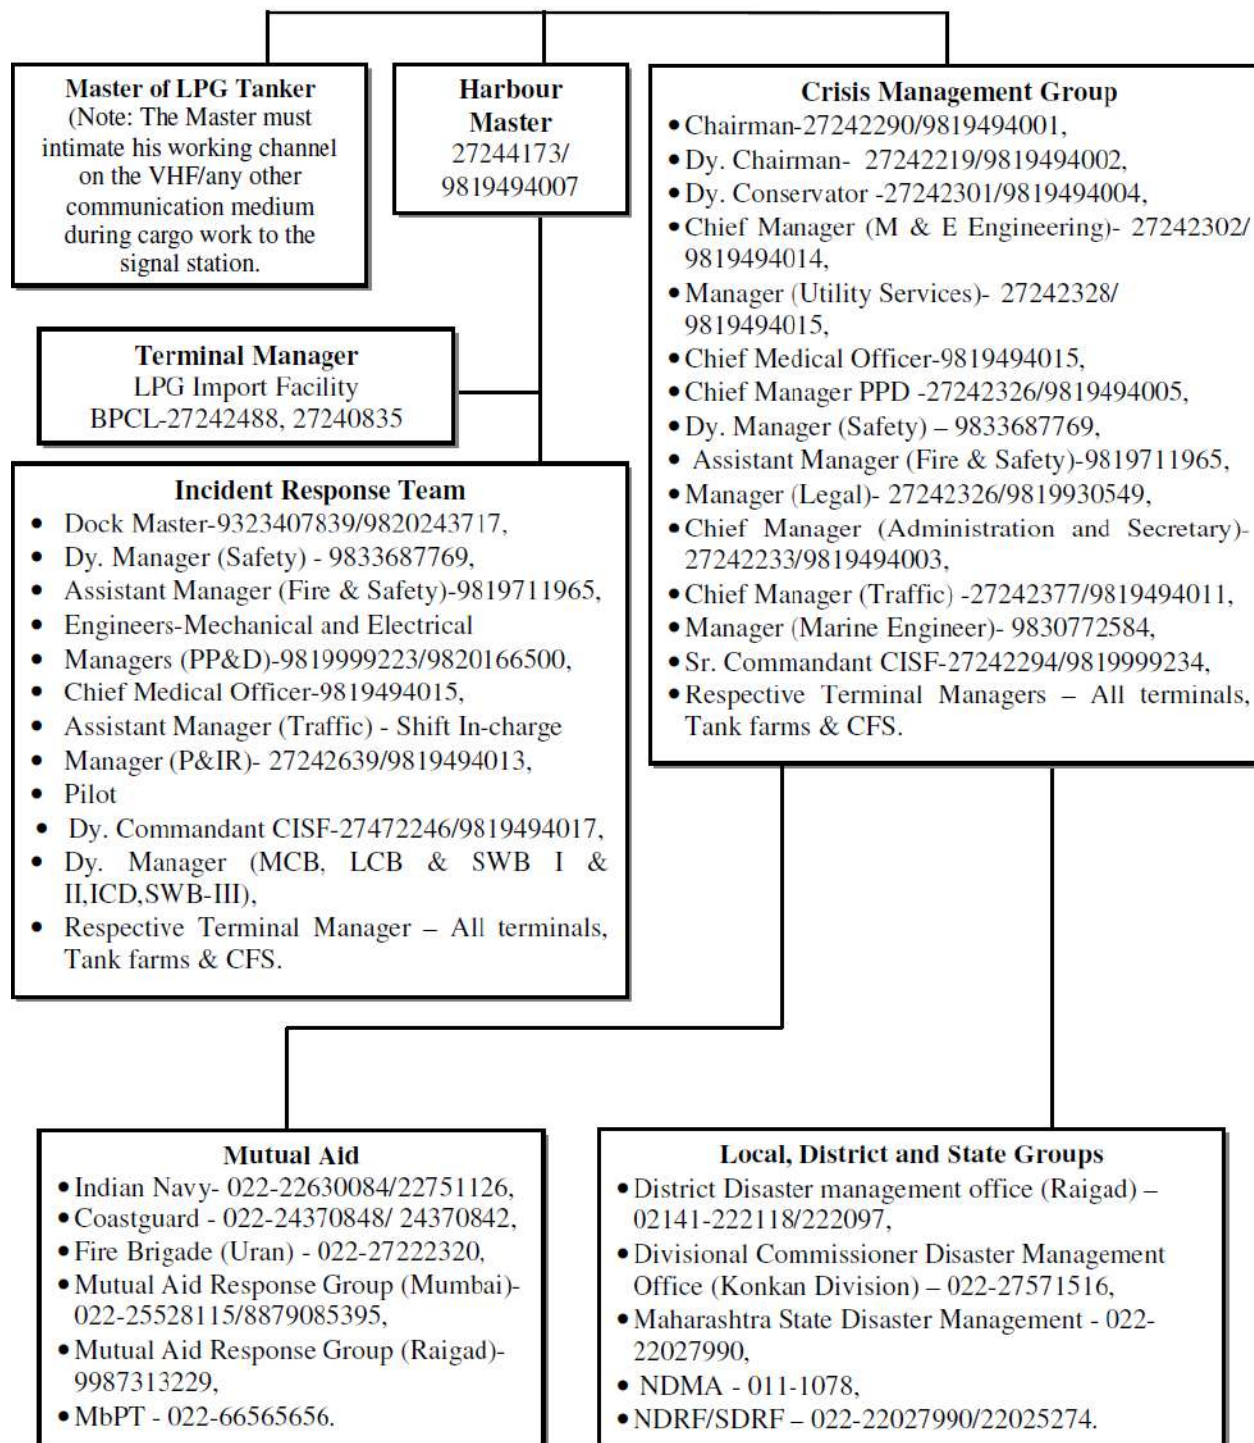 Master of LPG Tanker
(Note: The Master must
intimate his working channel
on the VHF/any other
communication medium
during cargo work to the
signal station.
Harbour
Master
27244173/
9819494007
Crisis Management Group
•Chairman-27242290/9819494001,
•Dy. Chairman- 27242219/9819494002,
•Dy. Conservator -27242301/9819494004,
•Chief Manager (M & E Engineering)- 27242302/
9819494014,
•Manager (Utility Services)- 27242328/
9819494015,
•Chief Medical Officer-9819494015,
•Chief Manager PPD -27242326/9819494005,
•Dy. Manager (Safety) – 9833687769,
• Assistant Manager (Fire & Safety)-9819711965,
•Manager (Legal)- 27242326/9819930549,
•Chief Manager (Administration and Secretary)-
27242233/9819494003,
•Chief Manager (Traffic) -27242377/9819494011,
•Manager (Marine Engineer)- 9830772584,
•Sr. Commandant CISF-27242294/9819999234,
•Respective Terminal Managers – All terminals,
Tank farms & CFS.
Terminal Manager
LPG Import Facility
BPCL-27242488, 27240835
Incident Response Team
• Dock Master-9323407839/9820243717,
• Dy. Manager (Safety) - 9833687769,
• Assistant Manager (Fire & Safety)-9819711965,
• Engineers-Mechanical and Electrical
• Managers (PP&D)-9819999223/9820166500,
• Chief Medical Officer-9819494015,
• Assistant Manager (Traffic) - Shift In-charge
• Manager (P&IR)- 27242639/9819494013,
• Pilot
• Dy. Commandant CISF-27472246/9819494017,
• Dy. Manager (MCB, LCB & SWB I &
II,ICD,SWB-III),
• Respective Terminal Manager – All terminals,
Tank farms & CFS.
Mutual Aid
•Indian Navy- 022-22630084/22751126,
•Coastguard - 022-24370848/ 24370842,
•Fire Brigade (Uran) - 022-27222320,
•Mutual Aid Response Group (Mumbai)-
022-25528115/8879085395,
•Mutual Aid Response Group (Raigad)-
9987313229,
•MbPT - 022-66565656.
Local, District and State Groups
•District Disaster management office (Raigad) –
02141-222118/222097,
•Divisional Commissioner Disaster Management
Office (Konkan Division) – 022-27571516,
•Maharashtra State Disaster Management - 022-
22027990,
• NDMA - 011-1078,
•NDRF/SDRF – 022-22027990/22025274.